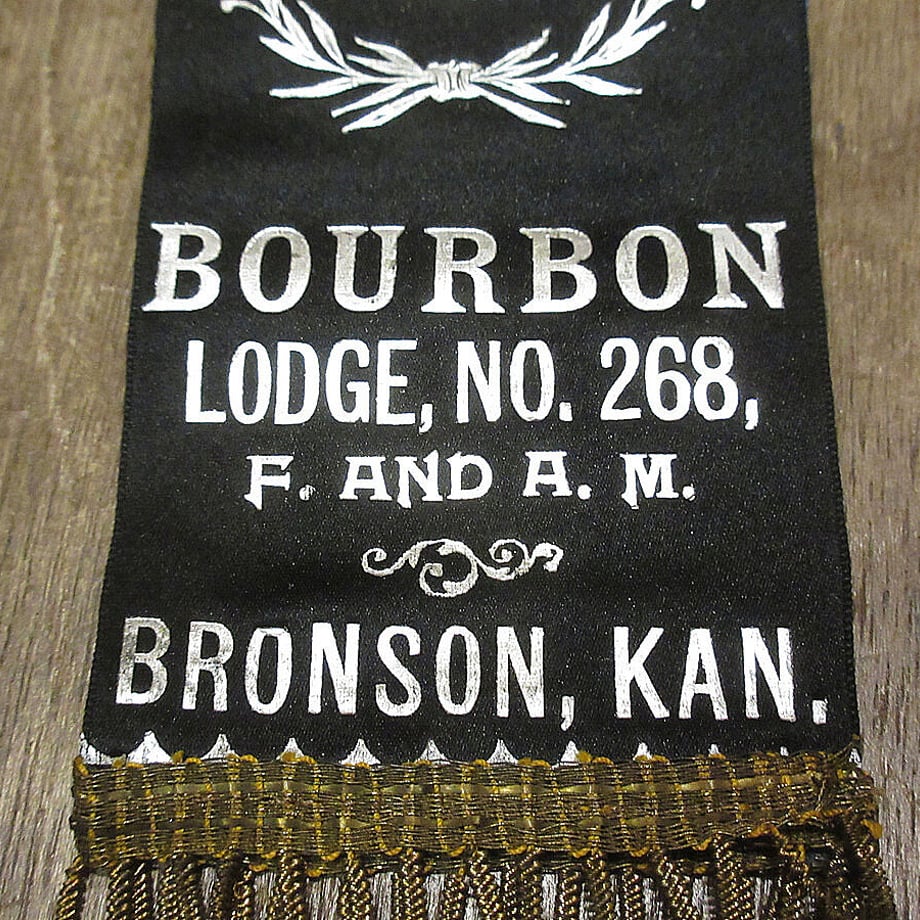 BOURBON
LODGE, NO. 268,
F. AND A. M.
BRONSON, KAN.